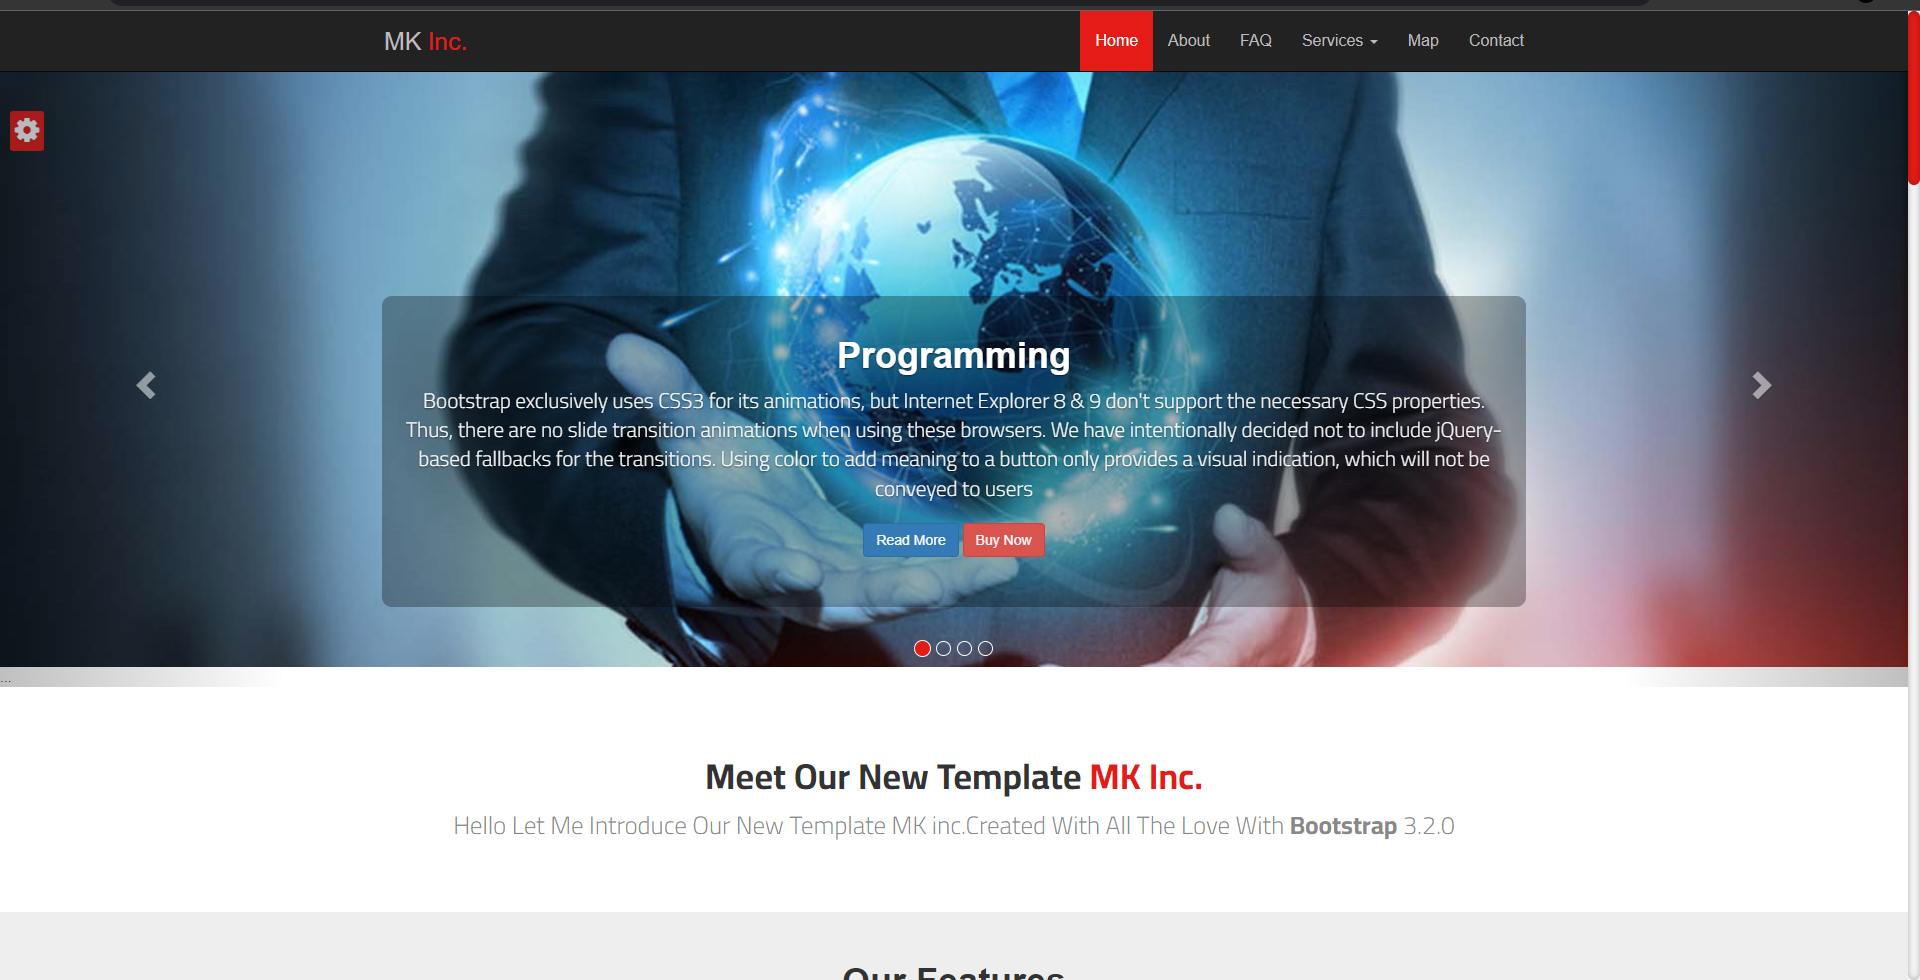 MK Inc.
Home About FAQ Services Map Contact
Programming
Bootstrap exclusively uses CSS3 for its animations, but Internet Explorer 8 & 9 don't support the necessary CSS properties.
Thus, there are no slide transition animations when using these browsers. We have intentionally decided not to include jQuery-
based fallbacks for the transitions. Using color to add meaning to a button only provides a visual indication, which will not be
conveyed to users
Read More Buy Now
...
Meet Our New Template MK Inc.
Hello Let Me Introduce Our New Template MK inc.Created With All The Love With Bootstrap 3.2.0
Our Features